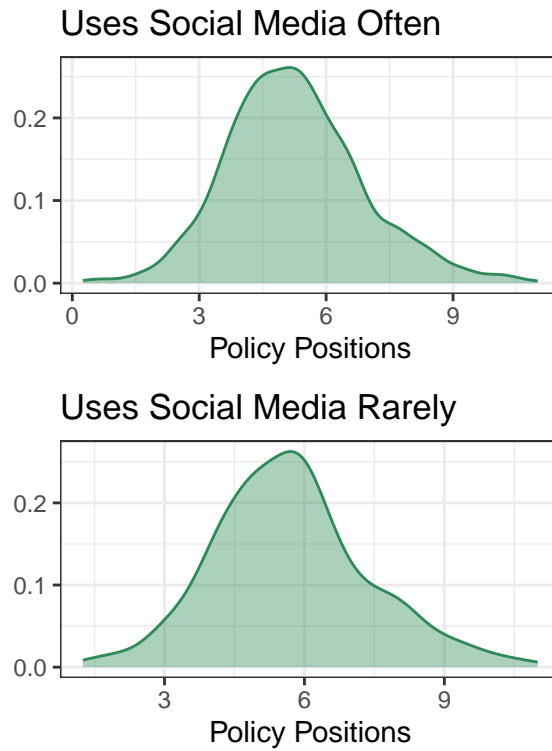 Uses Social Media Often
0.2
0.1
0.0
0 3 6 9
Policy Positions
Uses Social Media Rarely
0.2
0.1
0.0
3 6 9
Policy Positions